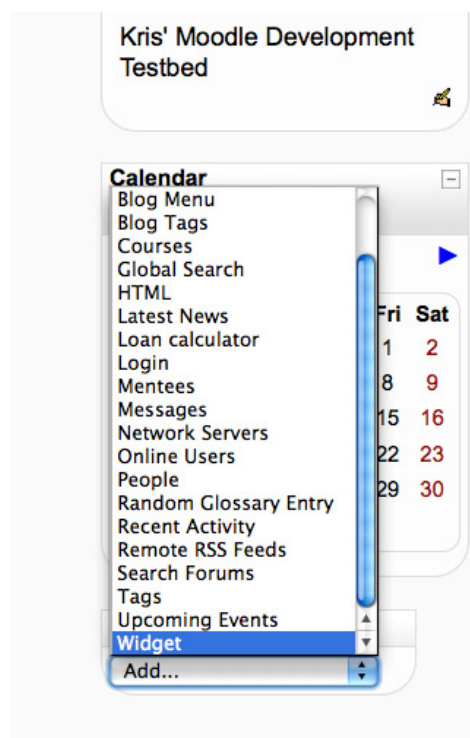 Kris' Moodle Development
Testbed
Calendar
Blog Menu
Blog Tags
Courses
Global Search
HTML
Latest News
Fri Sat
Loan calculator
1 2
Login
Mentees
8 9
Messages
15 16
Network Servers
Online Users
22 23
People
29 30
Random Glossary Entry
Recent Activity
Remote RSS Feeds
Search Forums
Tags
Upcoming Events
Widget
Add...